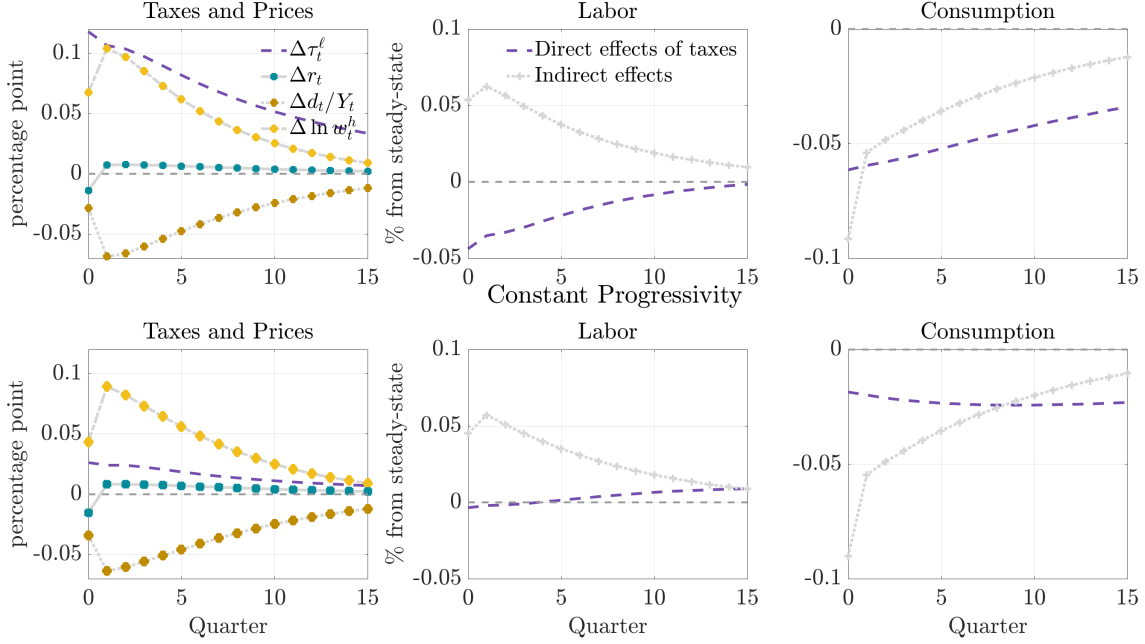 Taxes and Prices
Labor
Consumption
percentage point
0.1
0.05
0
-0.05
0
5
10
15
Δτ_t^ℓ
Δr_t
Δd_t/Y_t
Δ ln w_t^h
% from steady-state
0.1
0.05
0
-0.05
0
5
10
15
Direct effects of taxes
Indirect effects
0
-0.05
-0.1
0
5
10
15
Constant Progressivity
Taxes and Prices
Labor
Consumption
percentage point
0.1
0.05
0
-0.05
0
5
10
15
Quarter
% from steady-state
0.1
0.05
0
-0.05
0
5
10
15
Quarter
0
-0.05
-0.1
0
5
10
15
Quarter